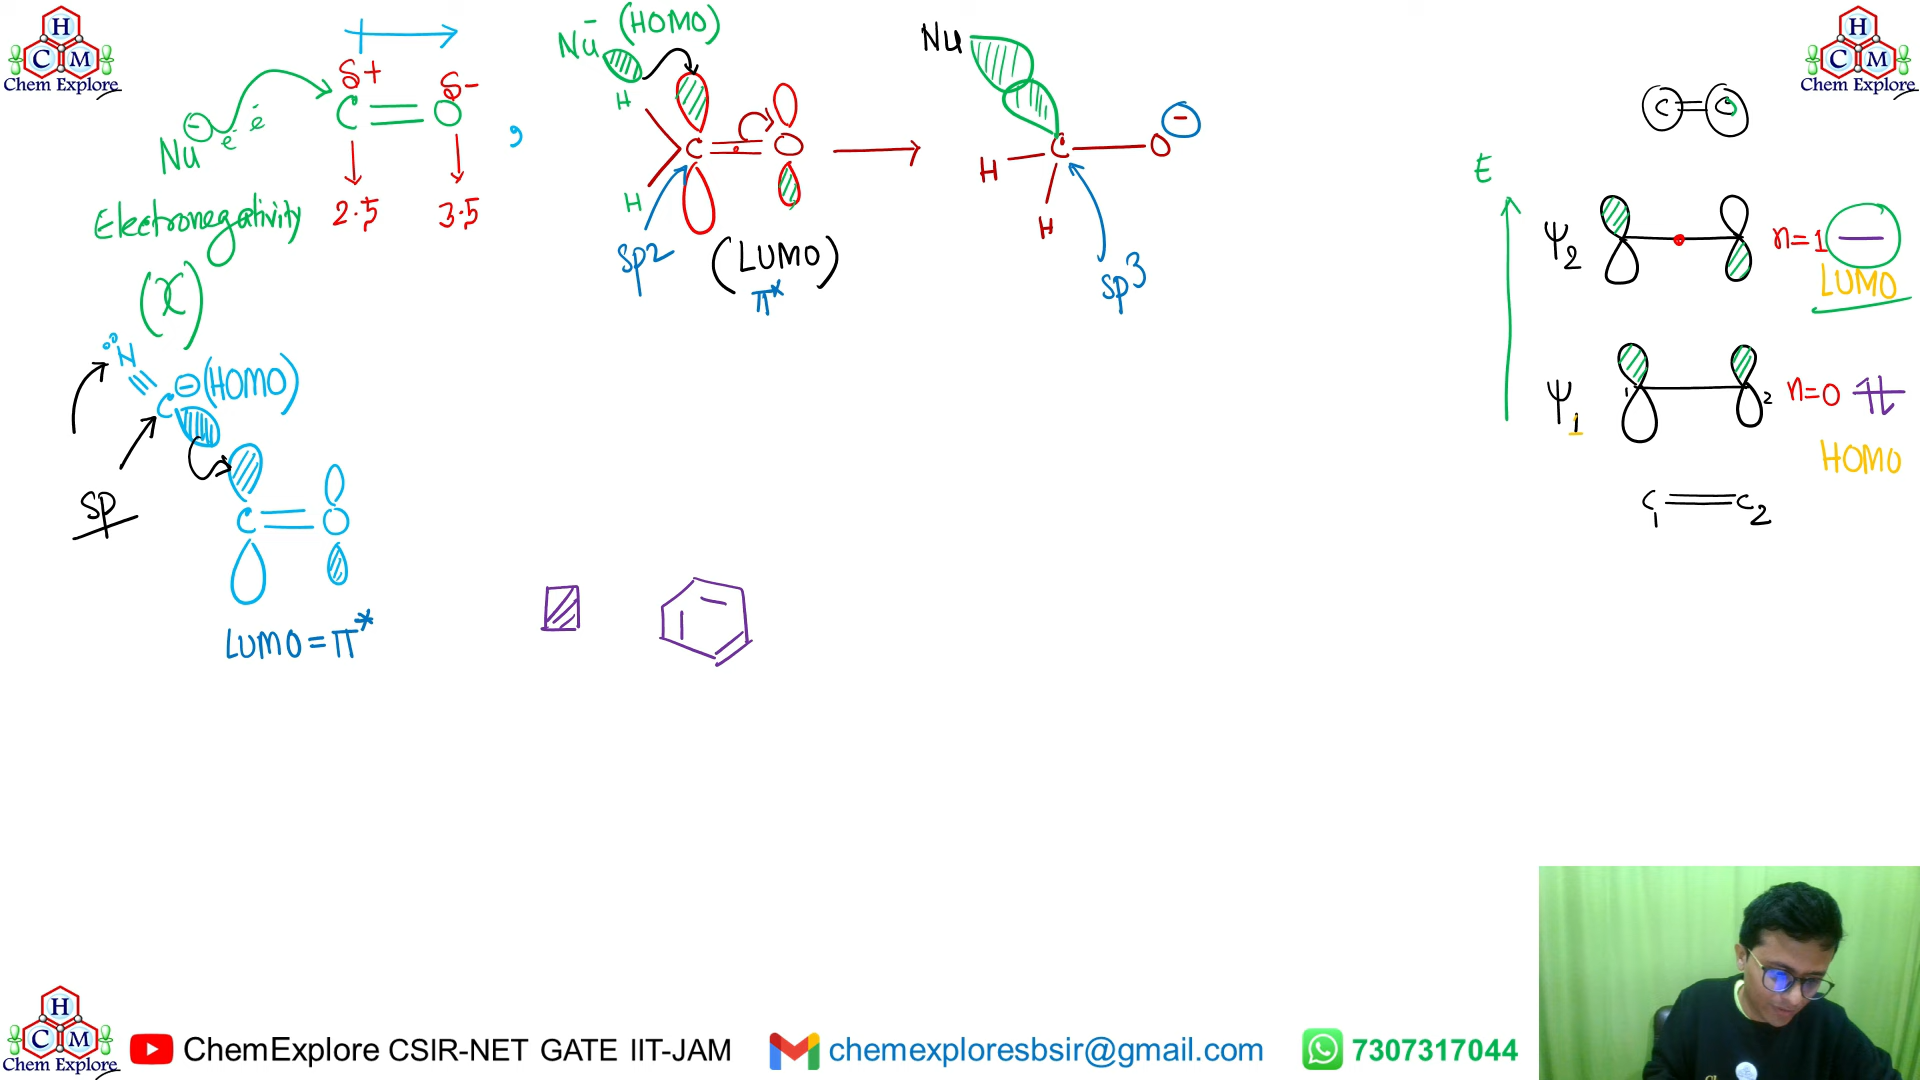 H
C M
Chem Explore
δ+ δ-
C = O
Nu⊖ e⁻ e⁻
,
Electronegativity 2.5 3.5
(χ)
Nu⁻ (HOMO)
H
C = O
H
sp2
(LUMO)
π*
Nu
C O ⊖
H
H
sp3
H
C M
Chem Explore
C = O
E
Ψ2 n=1
LUMO
Ψ1 1 2 n=0
HOMO
C1 = C2
N
C ⊖ (HOMO)
sp
C = O
LUMO = π*
H
C M
Chem Explore
ChemExplore CSIR-NET GATE IIT-JAM
chemexploresbsir@gmail.com
7307317044